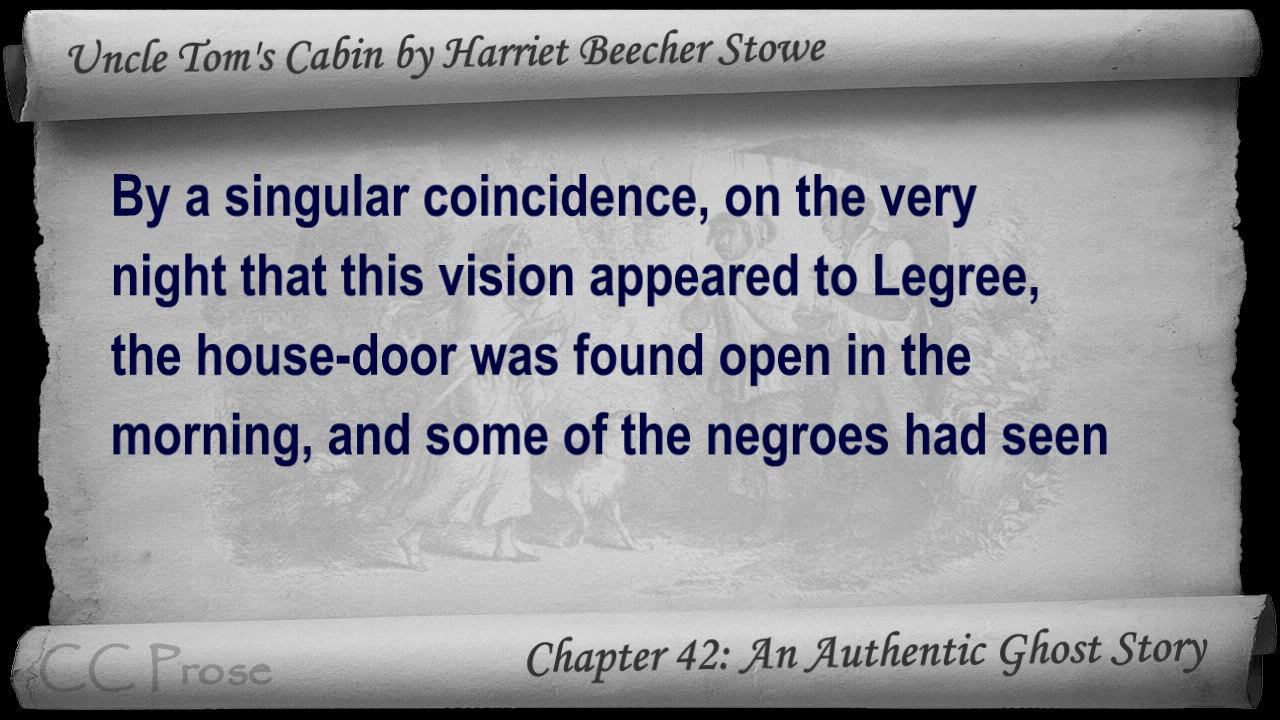 Uncle Tom's Cabin by Harriet Beecher Stowe
By a singular coincidence, on the very
night that this vision appeared to Legree,
the house-door was found open in the
morning, and some of the negroes had seen
CC Prose
Chapter 42: An Authentic Ghost Story